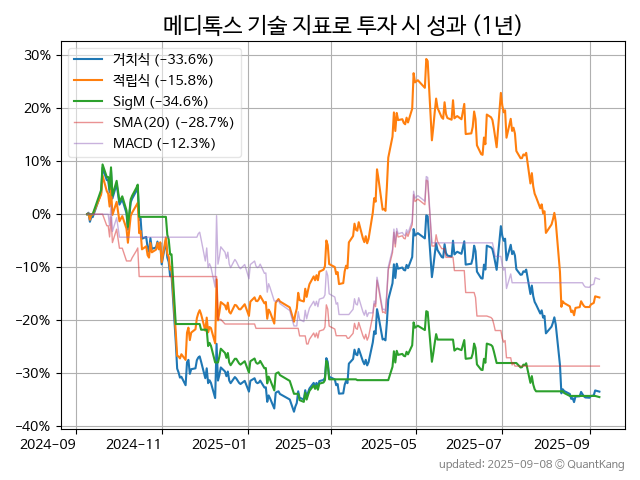 메디톡스 기술 지표로 투자 시 성과 (1년)
거치식 (−33.6%)
적립식 (−15.8%)
SigM (−34.6%)
SMA(20) (−28.7%)
MACD (−12.3%)
30%
20%
10%
0%
−10%
−20%
−30%
−40%
2024-09 2024-11 2025-01 2025-03 2025-05 2025-07 2025-09
updated: 2025-09-08 © QuantKang